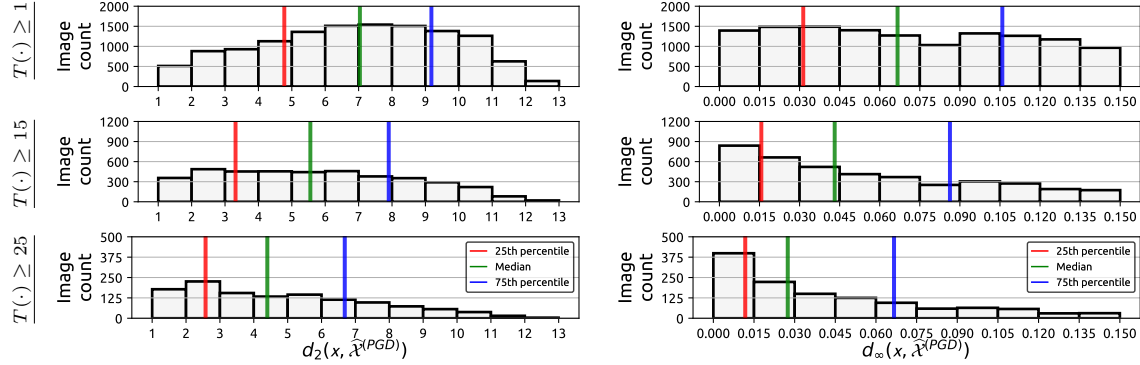 T(·) ≥ 1
Image count
2000
1500
1000
500
0
1 2 3 4 5 6 7 8 9 10 11 12 13
Image count
2000
1500
1000
500
0
0.000 0.015 0.030 0.045 0.060 0.075 0.090 0.105 0.120 0.135 0.150
T(·) ≥ 15
Image count
1200
900
600
300
0
1 2 3 4 5 6 7 8 9 10 11 12 13
Image count
1200
900
600
300
0
0.000 0.015 0.030 0.045 0.060 0.075 0.090 0.105 0.120 0.135 0.150
T(·) ≥ 25
Image count
500
375
250
125
0
25th percentile
Median
75th percentile
1 2 3 4 5 6 7 8 9 10 11 12 13
d₂(x, 𝒳̂^(PGD))
Image count
500
375
250
125
0
25th percentile
Median
75th percentile
0.000 0.015 0.030 0.045 0.060 0.075 0.090 0.105 0.120 0.135 0.150
d∞(x, 𝒳̂^(PGD))